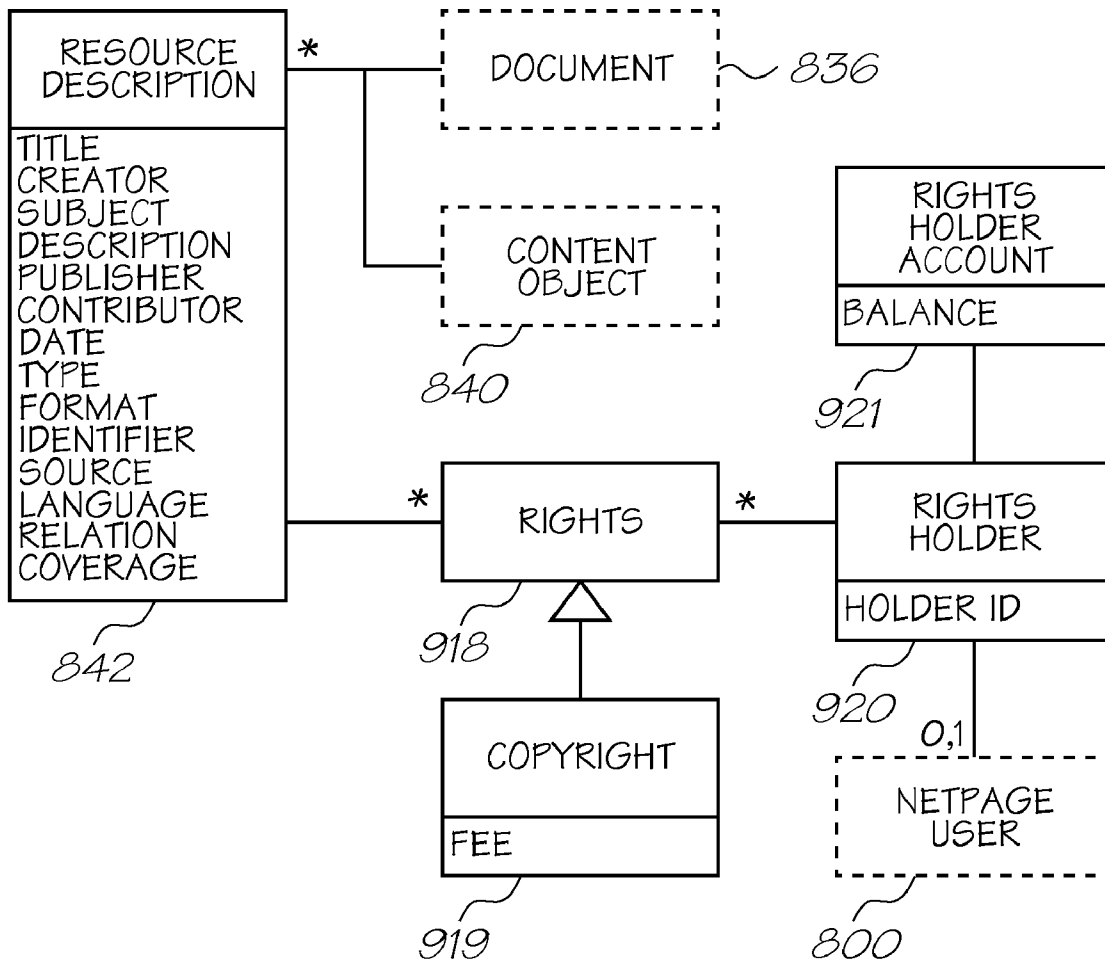 RESOURCE
DESCRIPTION
*
TITLE
CREATOR
SUBJECT
DESCRIPTION
PUBLISHER
CONTRIBUTOR
DATE
TYPE
FORMAT
IDENTIFIER
SOURCE
LANGUAGE
RELATION
COVERAGE
842
DOCUMENT
836
CONTENT
OBJECT
840
RIGHTS
HOLDER
ACCOUNT
BALANCE
921
*
RIGHTS
918
*
RIGHTS
HOLDER
HOLDER ID
920
COPYRIGHT
FEE
919
0,1
NETPAGE
USER
800